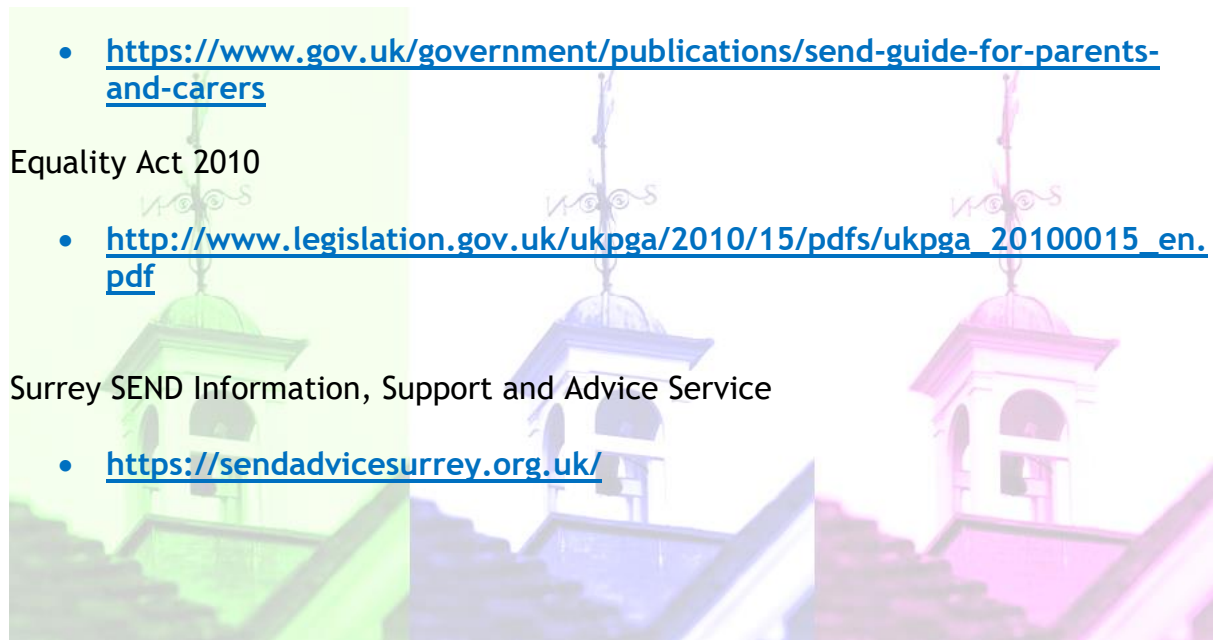 • https://www.gov.uk/government/publications/send-guide-for-parents-
and-carers
Equality Act 2010
• http://www.legislation.gov.uk/ukpga/2010/15/pdfs/ukpga_20100015_en.
pdf
Surrey SEND Information, Support and Advice Service
• https://sendadvicesurrey.org.uk/
N S N S N S